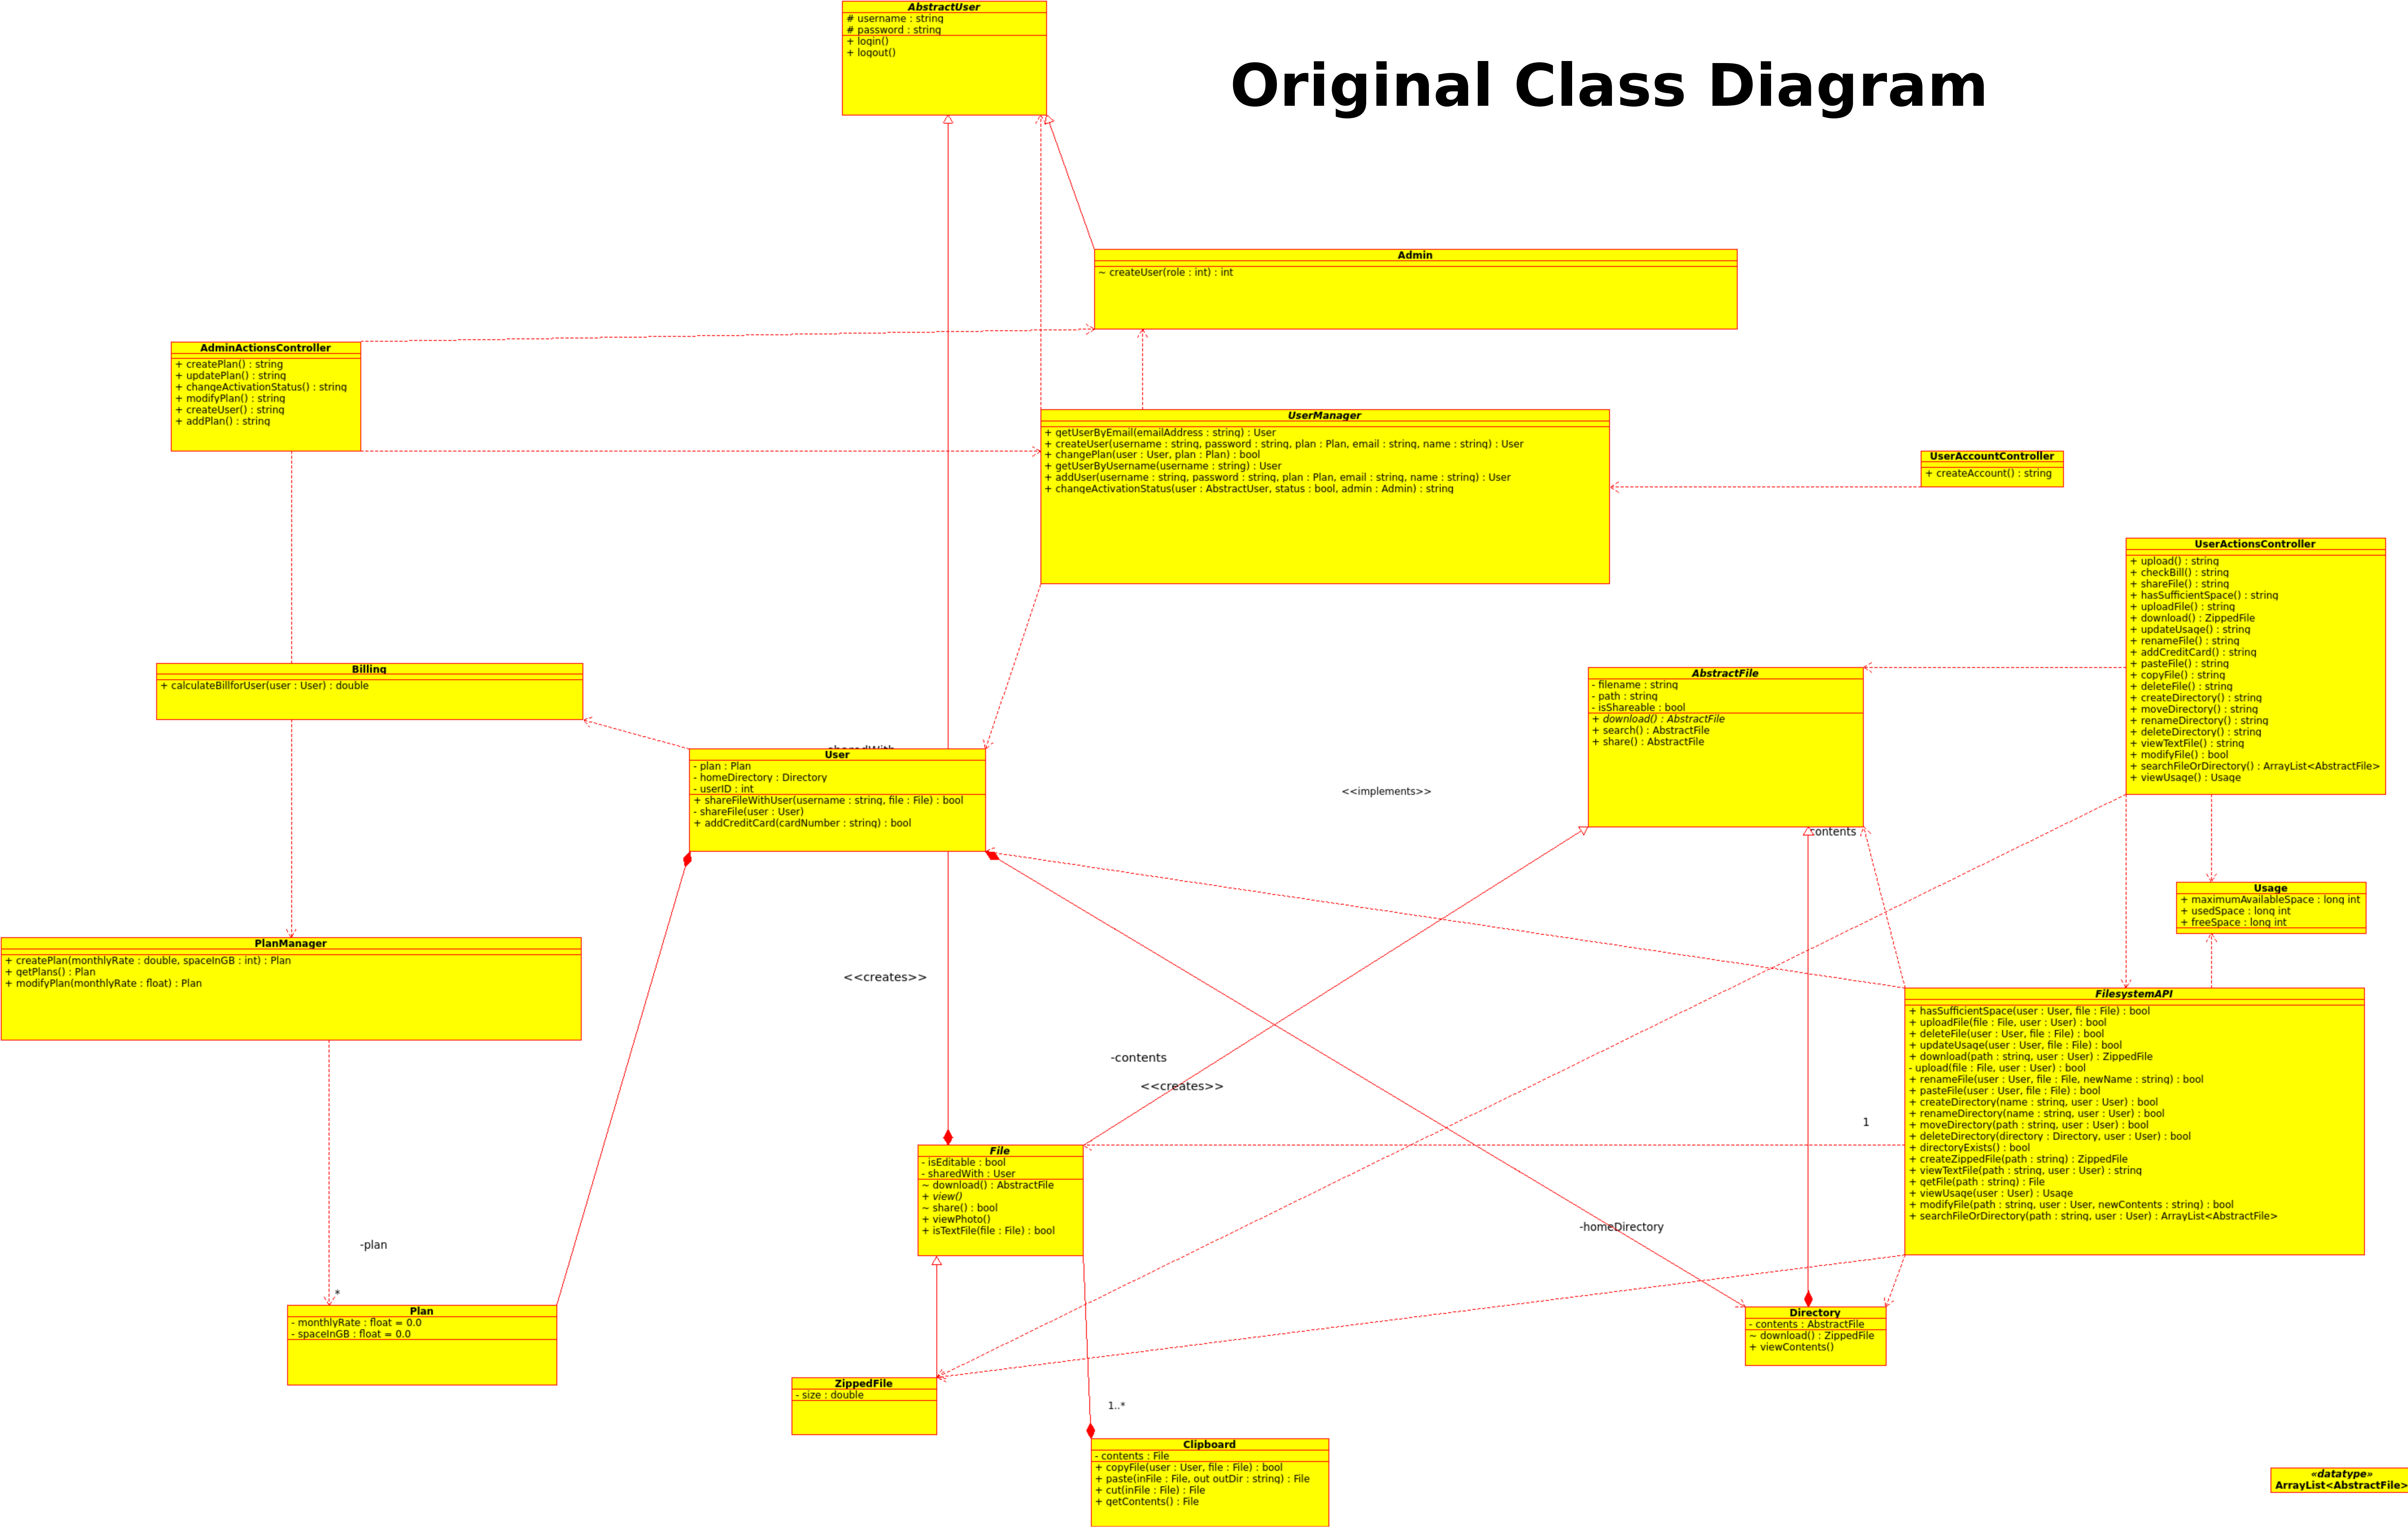 AbstractUser
# username : string
# password : string
+ login()
+ logout()
Original Class Diagram
Admin
~ createUser(role : int) : int
AdminActionsController
+ createPlan() : string
+ updatePlan() : string
+ changeActivationStatus() : string
+ modifyPlan() : string
+ createUser() : string
+ addPlan() : string
UserManager
+ getUserByEmail(emailAddress : string) : User
+ createUser(username : string, password : string, plan : Plan, email : string, name : string) : User
+ changePlan(user : User, plan : Plan) : bool
+ getUserByUsername(username : string) : User
+ addUser(username : string, password : string, plan : Plan, email : string, name : string) : User
+ changeActivationStatus(user : AbstractUser, status : bool, admin : Admin) : string
UserAccountController
+ createAccount() : string
UserActionsController
+ upload() : string
+ checkBill() : string
+ shareFile() : string
+ hasSufficientSpace() : string
+ uploadFile() : string
+ download() : ZippedFile
+ updateUsage() : string
+ renameFile() : string
+ addCreditCard() : string
+ pasteFile() : string
+ copyFile() : string
+ deleteFile() : string
+ createDirectory() : string
+ moveDirectory() : string
+ renameDirectory() : string
+ deleteDirectory() : string
+ viewTextFile() : string
+ modifyFile() : bool
+ searchFileOrDirectory() : ArrayList<AbstractFile>
+ viewUsage() : Usage
Billing
+ calculateBillforUser(user : User) : double
AbstractFile
- filename : string
- path : string
- isShareable : bool
+ download() : AbstractFile
+ search() : AbstractFile
+ share() : AbstractFile
User
- plan : Plan
- homeDirectory : Directory
- userID : int
+ shareFileWithUser(username : string, file : File) : bool
- shareFile(user : User)
+ addCreditCard(cardNumber : string) : bool
<<implements>>
contents
Usage
+ maximumAvailableSpace : long int
+ usedSpace : long int
+ freeSpace : long int
PlanManager
+ createPlan(monthlyRate : double, spaceInGB : int) : Plan
+ getPlans() : Plan
+ modifyPlan(monthlyRate : float) : Plan
<<creates>>
-contents
<<creates>>
1
FilesystemAPI
+ hasSufficientSpace(user : User, file : File) : bool
+ uploadFile(file : File, user : User) : bool
+ deleteFile(user : User, file : File) : bool
+ updateUsage(user : User, file : File) : bool
+ download(path : string, user : User) : ZippedFile
- upload(file : File, user : User) : bool
+ renameFile(user : User, file : File, newName : string) : bool
+ pasteFile(user : User, file : File) : bool
+ createDirectory(name : string, user : User) : bool
+ renameDirectory(name : string, user : User) : bool
+ moveDirectory(path : string, user : User) : bool
+ deleteDirectory(directory : Directory, user : User) : bool
+ directoryExists() : bool
+ createZippedFile(path : string) : ZippedFile
+ viewTextFile(path : string, user : User) : string
+ getFile(path : string) : File
+ viewUsage(user : User) : Usage
+ modifyFile(path : string, user : User, newContents : string) : bool
+ searchFileOrDirectory(path : string, user : User) : ArrayList<AbstractFile>
File
- isEditable : bool
- sharedWith : User
~ download() : AbstractFile
+ view()
~ share() : bool
+ viewPhoto()
+ isTextFile(file : File) : bool
-homeDirectory
-plan
*
Plan
- monthlyRate : float = 0.0
- spaceInGB : float = 0.0
Directory
- contents : AbstractFile
~ download() : ZippedFile
+ viewContents()
ZippedFile
- size : double
1..*
Clipboard
- contents : File
+ copyFile(user : User, file : File) : bool
+ paste(inFile : File, out outDir : string) : File
+ cut(inFile : File) : File
+ getContents() : File
«datatype»
ArrayList<AbstractFile>